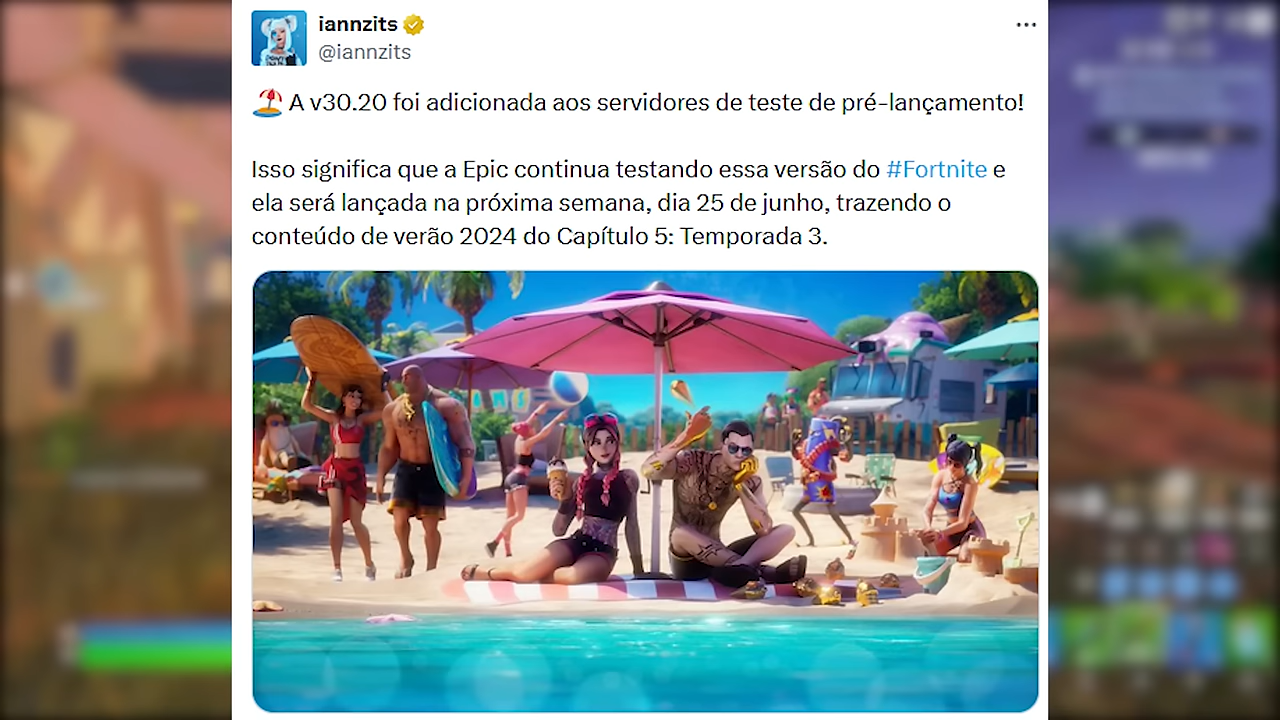 iannzits
@iannzits
🏖️ A v30.20 foi adicionada aos servidores de teste de pré-lançamento!
Isso significa que a Epic continua testando essa versão do #Fortnite e
ela será lançada na próxima semana, dia 25 de junho, trazendo o
conteúdo de verão 2024 do Capítulo 5: Temporada 3.